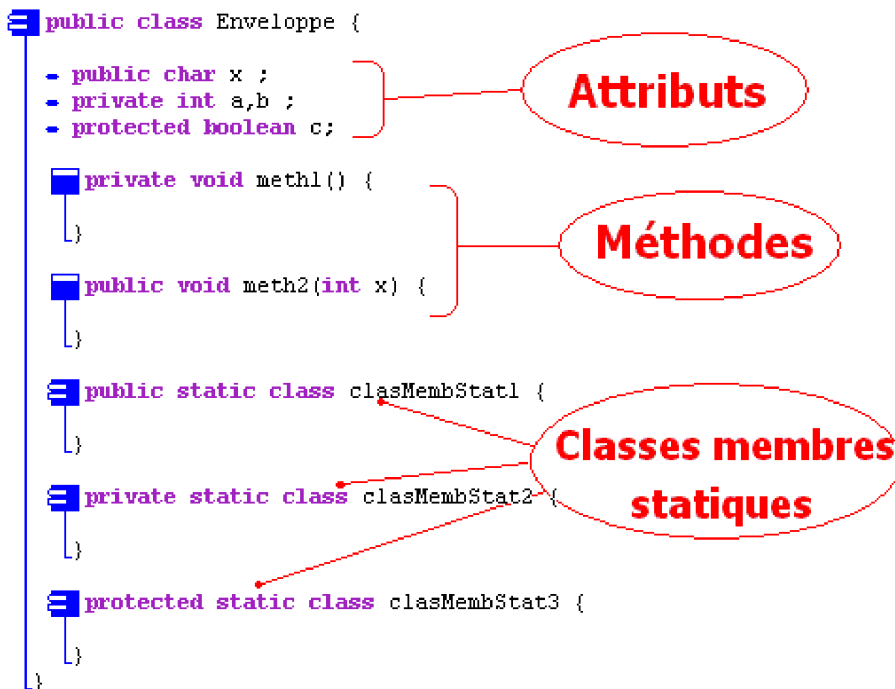 public class Enveloppe {
public char x ;
private int a,b ;
protected boolean c;
Attributs
private void meth1() {
}
Méthodes
public void meth2(int x) {
}
public static class clasMembStat1 {
}
Classes membres
statiques
private static class clasMembStat2 {
}
protected static class clasMembStat3 {
}
}